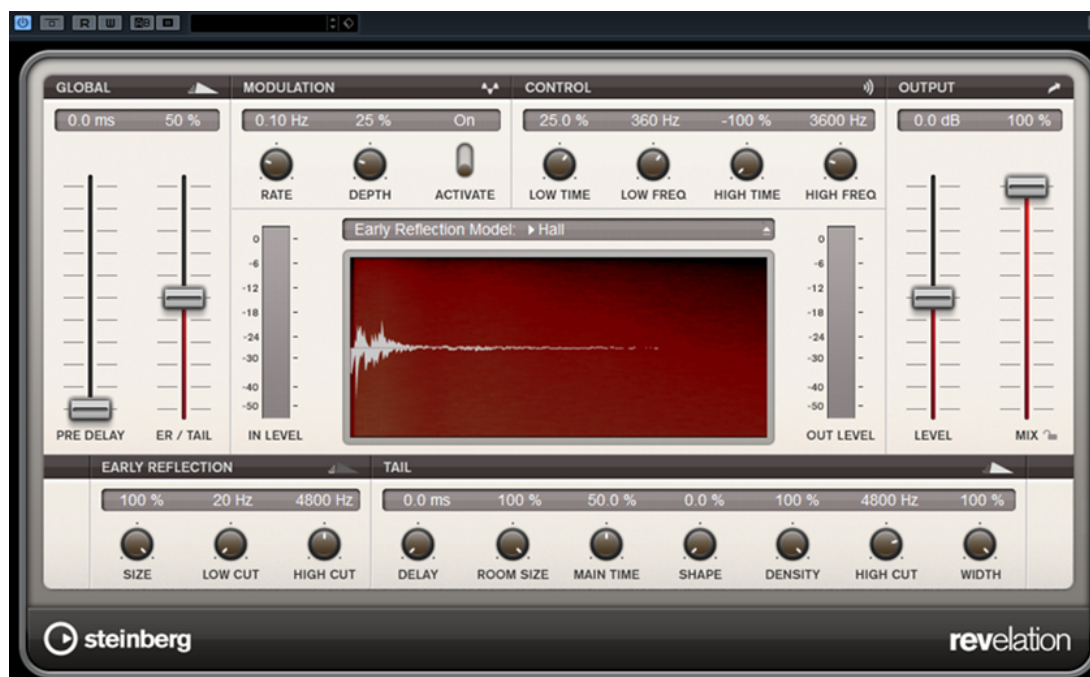 R W
GLOBAL MODULATION CONTROL OUTPUT
0.0 ms 50 % 0.10 Hz 25 % On 25.0 % 360 Hz -100 % 3600 Hz 0.0 dB 100 %
RATE DEPTH ACTIVATE LOW TIME LOW FREQ HIGH TIME HIGH FREQ
Early Reflection Model: Hall
0 0
-6 -6
-12 -12
-18 -18
-24 -24
-30 -30
-40 -40
-50 -50
PRE DELAY ER / TAIL IN LEVEL OUT LEVEL LEVEL MIX
EARLY REFLECTION TAIL
100 % 20 Hz 4800 Hz 0.0 ms 100 % 50.0 % 0.0 % 100 % 4800 Hz 100 %
SIZE LOW CUT HIGH CUT DELAY ROOM SIZE MAIN TIME SHAPE DENSITY HIGH CUT WIDTH
steinberg revelation